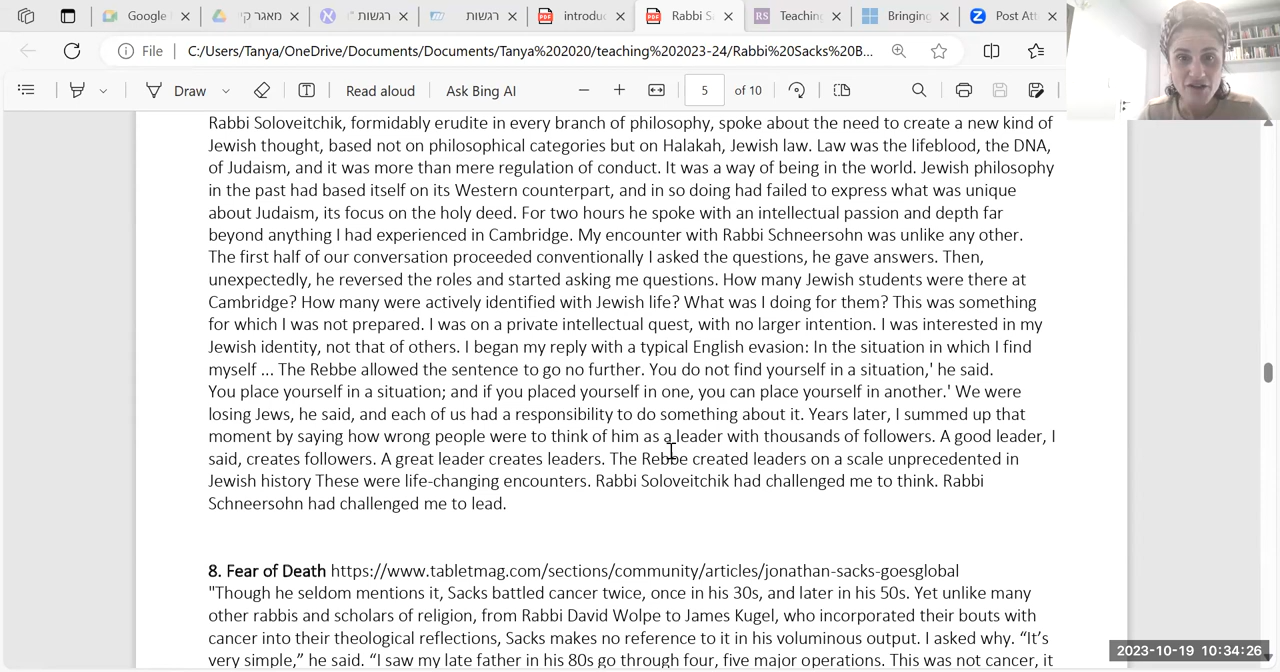 Google
מאגר קי
רגשות "י
רגשות
introduc
Rabbi S
Teaching
Bringing
Post Att
File C:/Users/Tanya/OneDrive/Documents/Documents/Tanya%202020/teaching%202023-24/Rabbi%20Sacks%20B...
Draw Read aloud Ask Bing AI 5 of 10
Rabbi Soloveitchik, formidably erudite in every branch of philosophy, spoke about the need to create a new kind of
Jewish thought, based not on philosophical categories but on Halakah, Jewish law. Law was the lifeblood, the DNA,
of Judaism, and it was more than mere regulation of conduct. It was a way of being in the world. Jewish philosophy
in the past had based itself on its Western counterpart, and in so doing had failed to express what was unique
about Judaism, its focus on the holy deed. For two hours he spoke with an intellectual passion and depth far
beyond anything I had experienced in Cambridge. My encounter with Rabbi Schneersohn was unlike any other.
The first half of our conversation proceeded conventionally I asked the questions, he gave answers. Then,
unexpectedly, he reversed the roles and started asking me questions. How many Jewish students were there at
Cambridge? How many were actively identified with Jewish life? What was I doing for them? This was something
for which I was not prepared. I was on a private intellectual quest, with no larger intention. I was interested in my
Jewish identity, not that of others. I began my reply with a typical English evasion: In the situation in which I find
myself ... The Rebbe allowed the sentence to go no further. You do not find yourself in a situation,' he said.
You place yourself in a situation; and if you placed yourself in one, you can place yourself in another.' We were
losing Jews, he said, and each of us had a responsibility to do something about it. Years later, I summed up that
moment by saying how wrong people were to think of him as a leader with thousands of followers. A good leader, I
said, creates followers. A great leader creates leaders. The Rebbe created leaders on a scale unprecedented in
Jewish history These were life-changing encounters. Rabbi Soloveitchik had challenged me to think. Rabbi
Schneersohn had challenged me to lead.
8. Fear of Death https://www.tabletmag.com/sections/community/articles/jonathan-sacks-goesglobal
"Though he seldom mentions it, Sacks battled cancer twice, once in his 30s, and later in his 50s. Yet unlike many
other rabbis and scholars of religion, from Rabbi David Wolpe to James Kugel, who incorporated their bouts with
cancer into their theological reflections, Sacks makes no reference to it in his voluminous output. I asked why. “It’s
very simple,” he said. “I saw my late father in his 80s go through four, five major operations. This was not cancer, it
2023-10-19 10:34:26